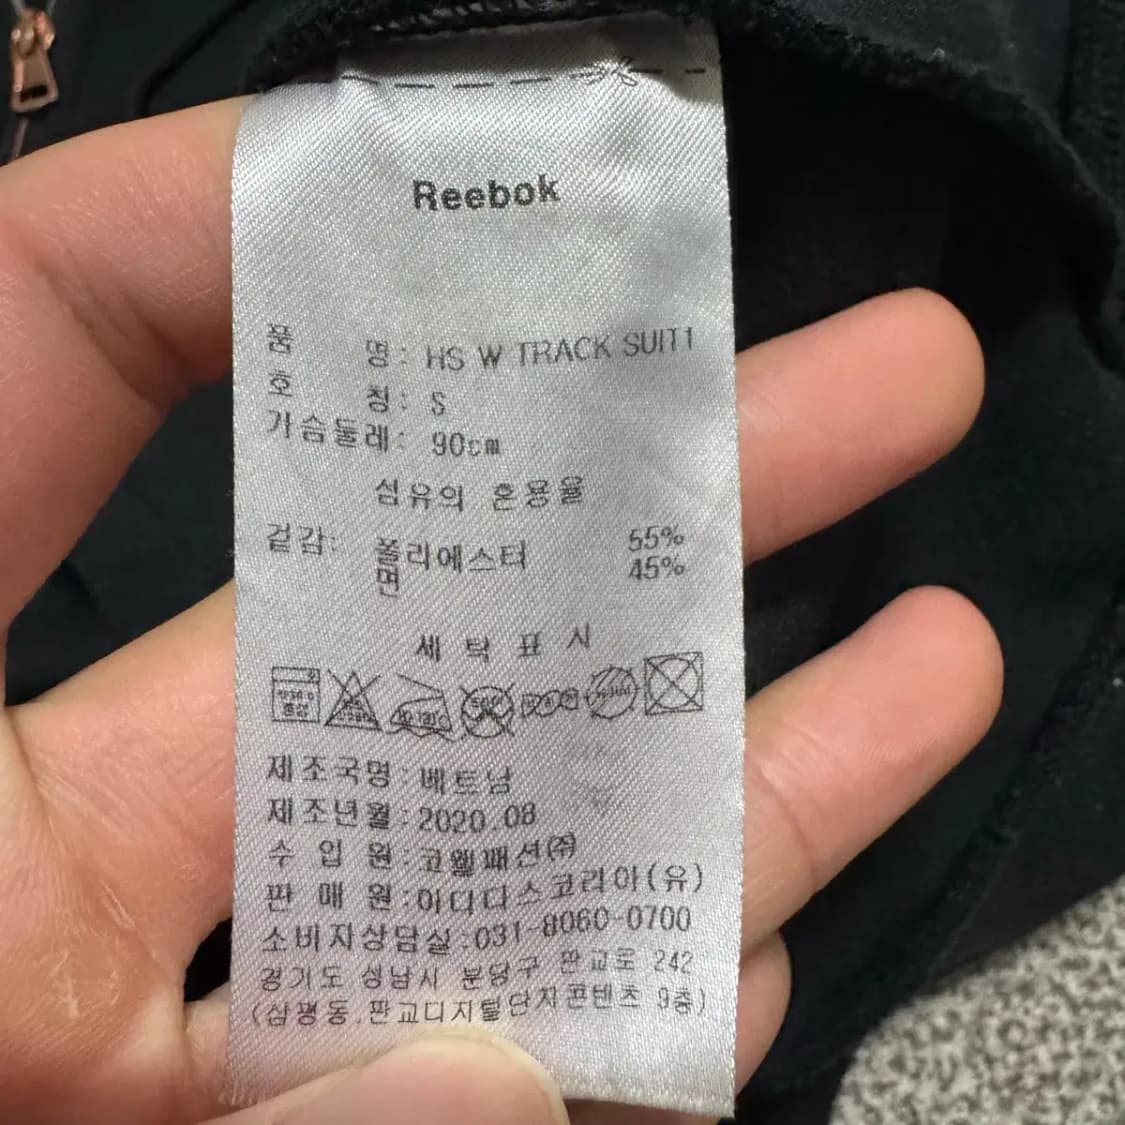 Reebok
품 명: HS W TRACK SUIT1
호 칭: S
가슴둘레: 90cm
섬유의 혼용율
겉감: 폴리에스터 55%
면 45%
세 탁 표 시
중성
제조국명: 베트남
제조년월: 2020.08
수 입 원: 코웰패션㈜
판 매 원: 아디다스코리아(유)
소비자상담실: 031-8060-0700
경기도 성남시 분당구 판교로 242
(삼평동,판교디지털단지콘텐츠 9층)